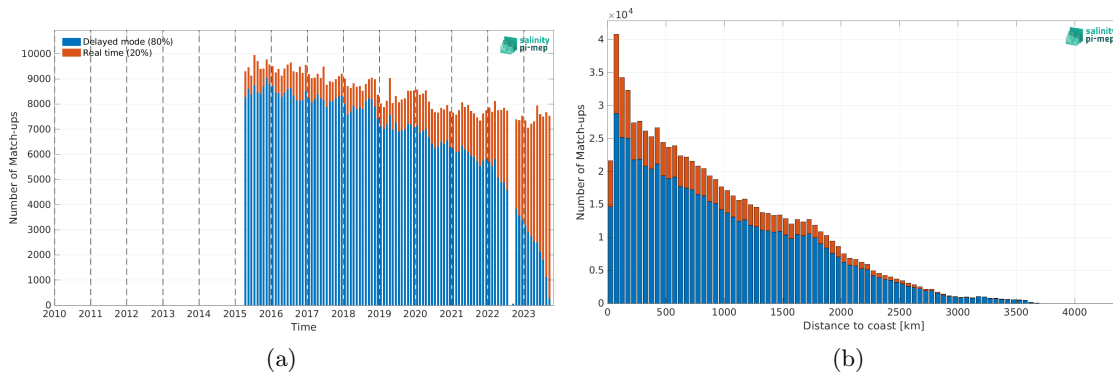 Delayed mode (80%)
Real time (20%)
salinity
pi-mep
Number of Match-ups
10000
9000
8000
7000
6000
5000
4000
3000
2000
1000
0
2010 2011 2012 2013 2014 2015 2016 2017 2018 2019 2020 2021 2022 2023
Time
(a)
×10⁴
salinity
pi-mep
Number of Match-ups
4
3.5
3
2.5
2
1.5
1
0.5
0
0 500 1000 1500 2000 2500 3000 3500 4000
Distance to coast [km]
(b)